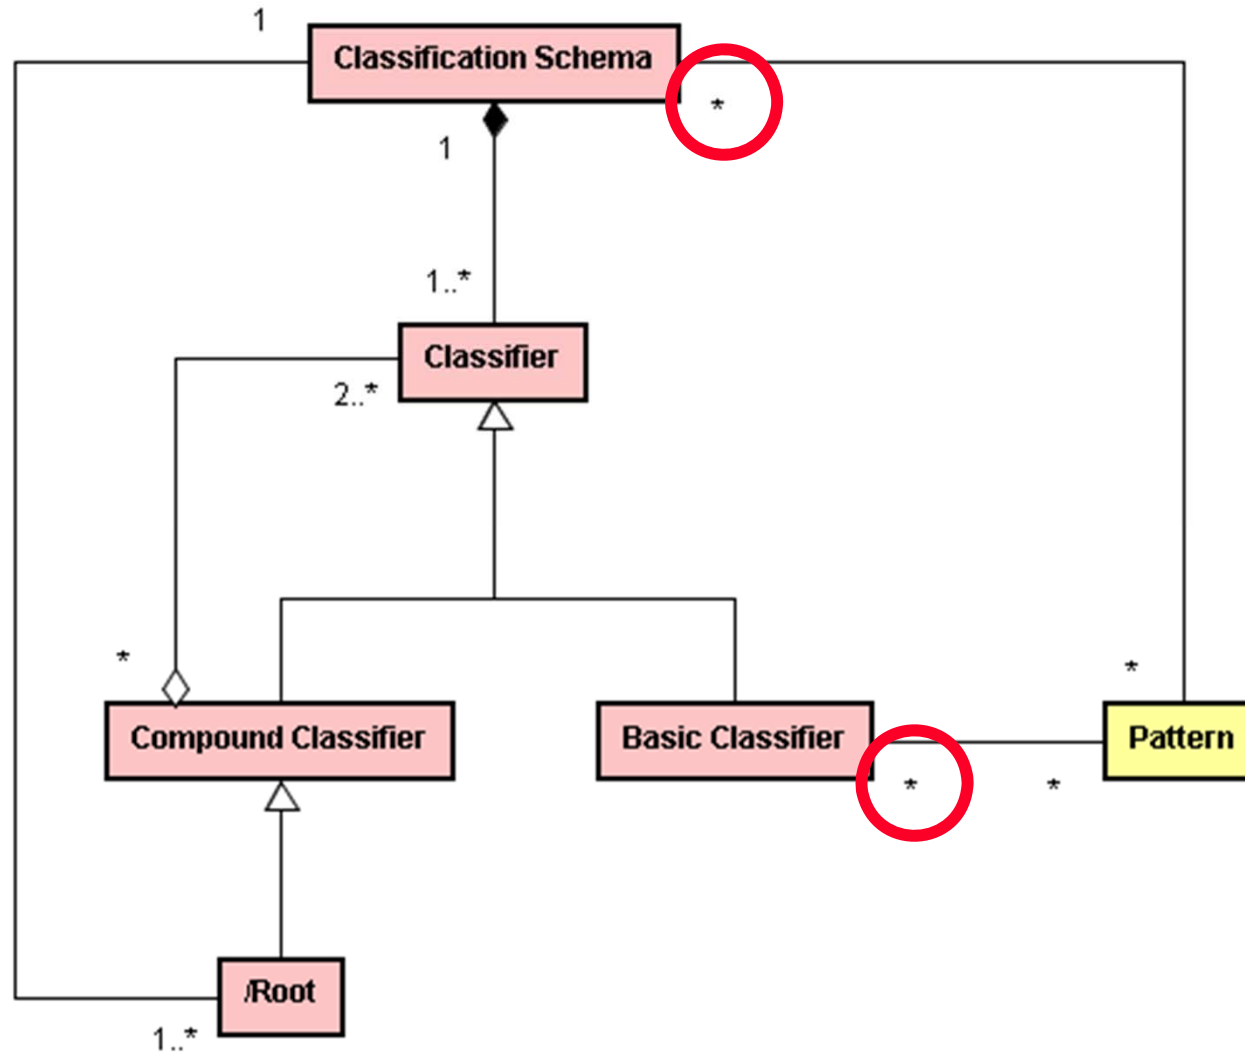 1
Classification Schema
*
1
1..*
Classifier
2..*
*
*
Compound Classifier
Basic Classifier
Pattern
*
*
/Root
1..*